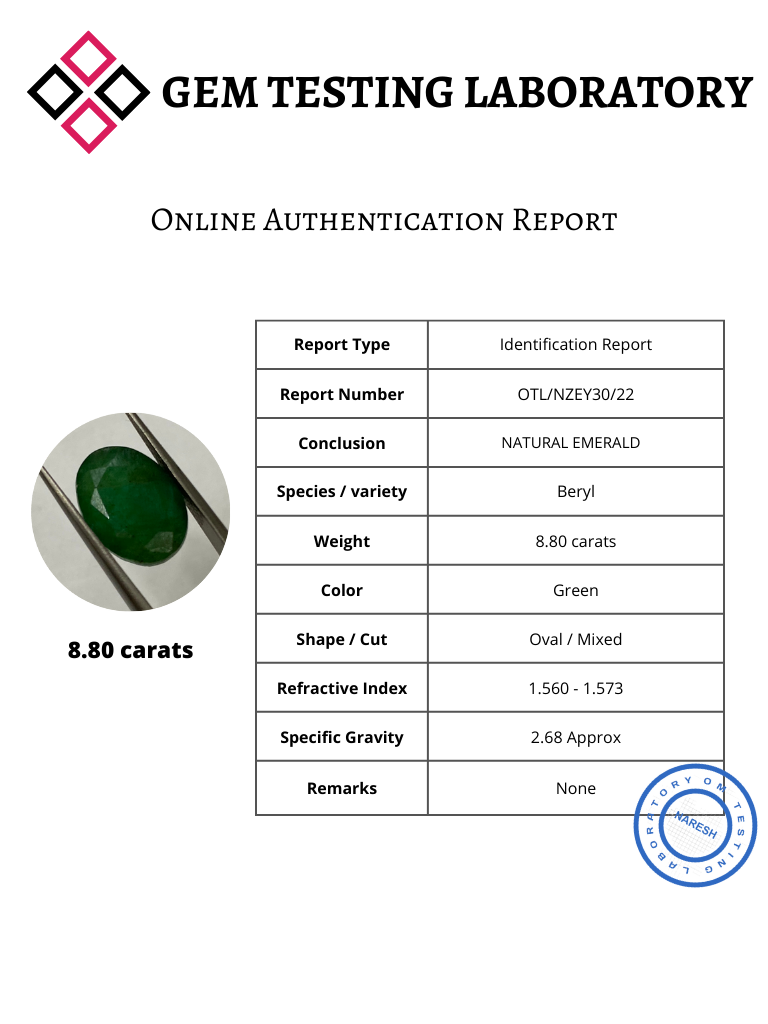 GEM TESTING LABORATORY
Online Authentication Report
Report Type Identification Report
Report Number OTL/NZEY30/22
Conclusion NATURAL EMERALD
Species / variety Beryl
Weight 8.80 carats
Color Green
Shape / Cut Oval / Mixed
Refractive Index 1.560 - 1.573
Specific Gravity 2.68 Approx
Remarks None
8.80 carats
OM TESTING LABORATORY
NARESH